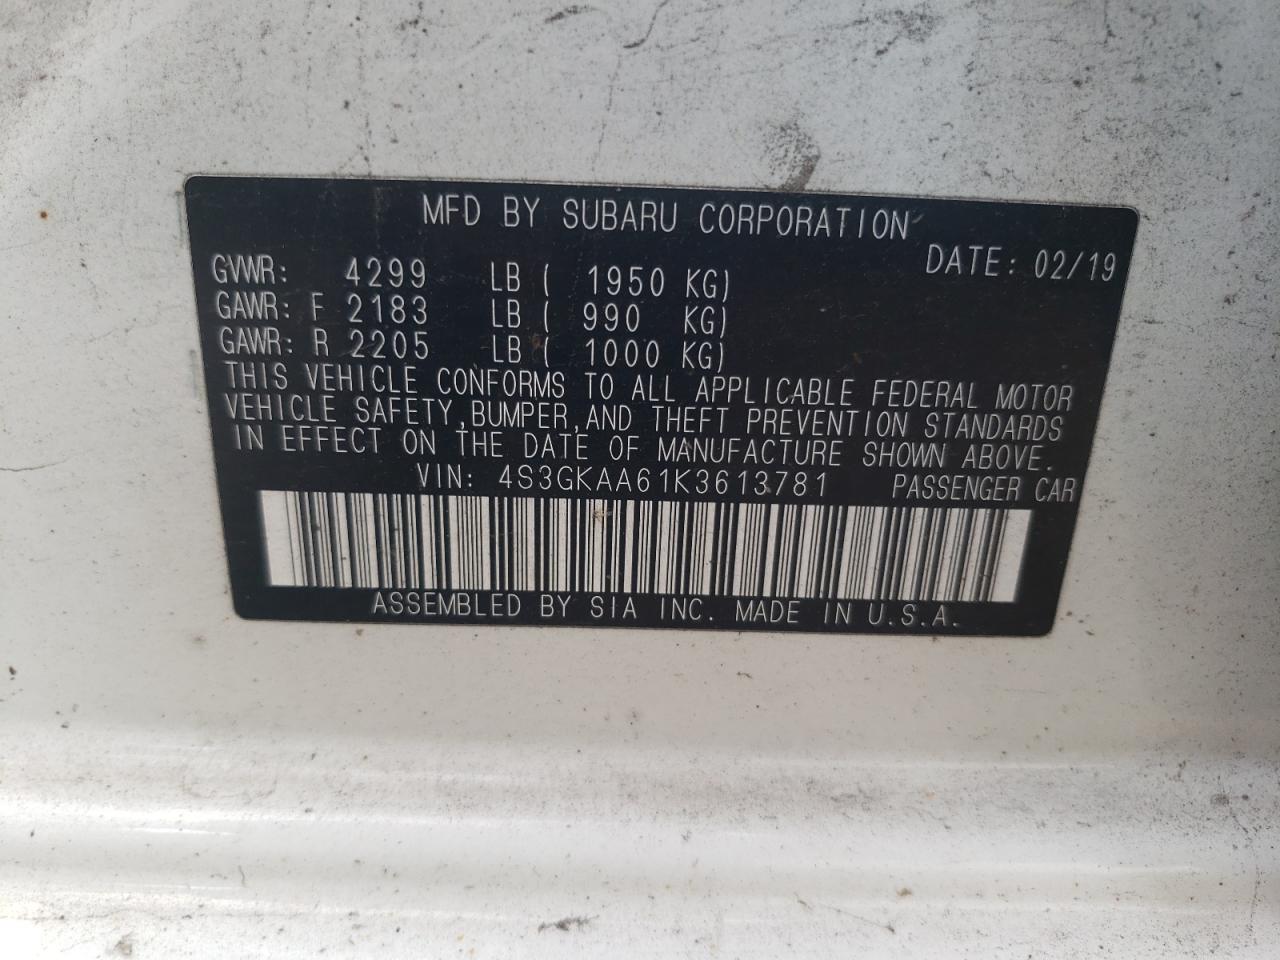 MFD BY SUBARU CORPORATION
DATE: 02/19
GVWR: 4299 LB ( 1950 KG)
GAWR: F 2183 LB ( 990 KG)
GAWR: R 2205 LB ( 1000 KG)
THIS VEHICLE CONFORMS TO ALL APPLICABLE FEDERAL MOTOR
VEHICLE SAFETY,BUMPER,AND THEFT PREVENTION STANDARDS
IN EFFECT ON THE DATE OF MANUFACTURE SHOWN ABOVE.
VIN: 4S3GKAA61K3613781 PASSENGER CAR
ASSEMBLED BY SIA INC. MADE IN U.S.A.